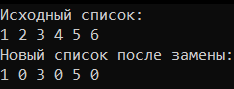 Исходный список:
1 2 3 4 5 6
Новый список после замены:
1 0 3 0 5 0